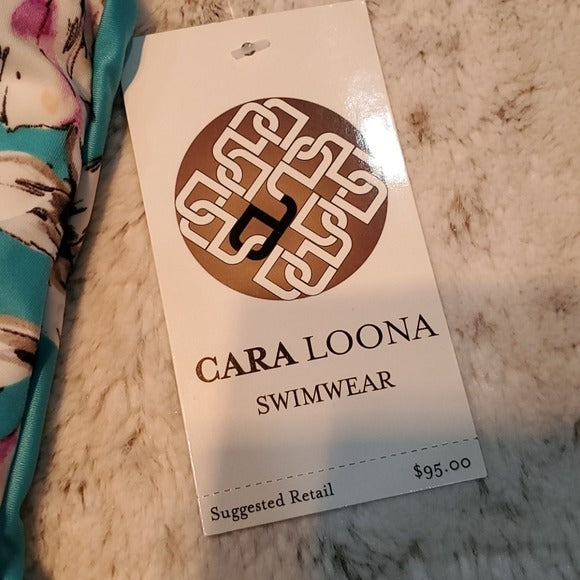 CARA LOONA
SWIMWEAR
Suggested Retail $95.00